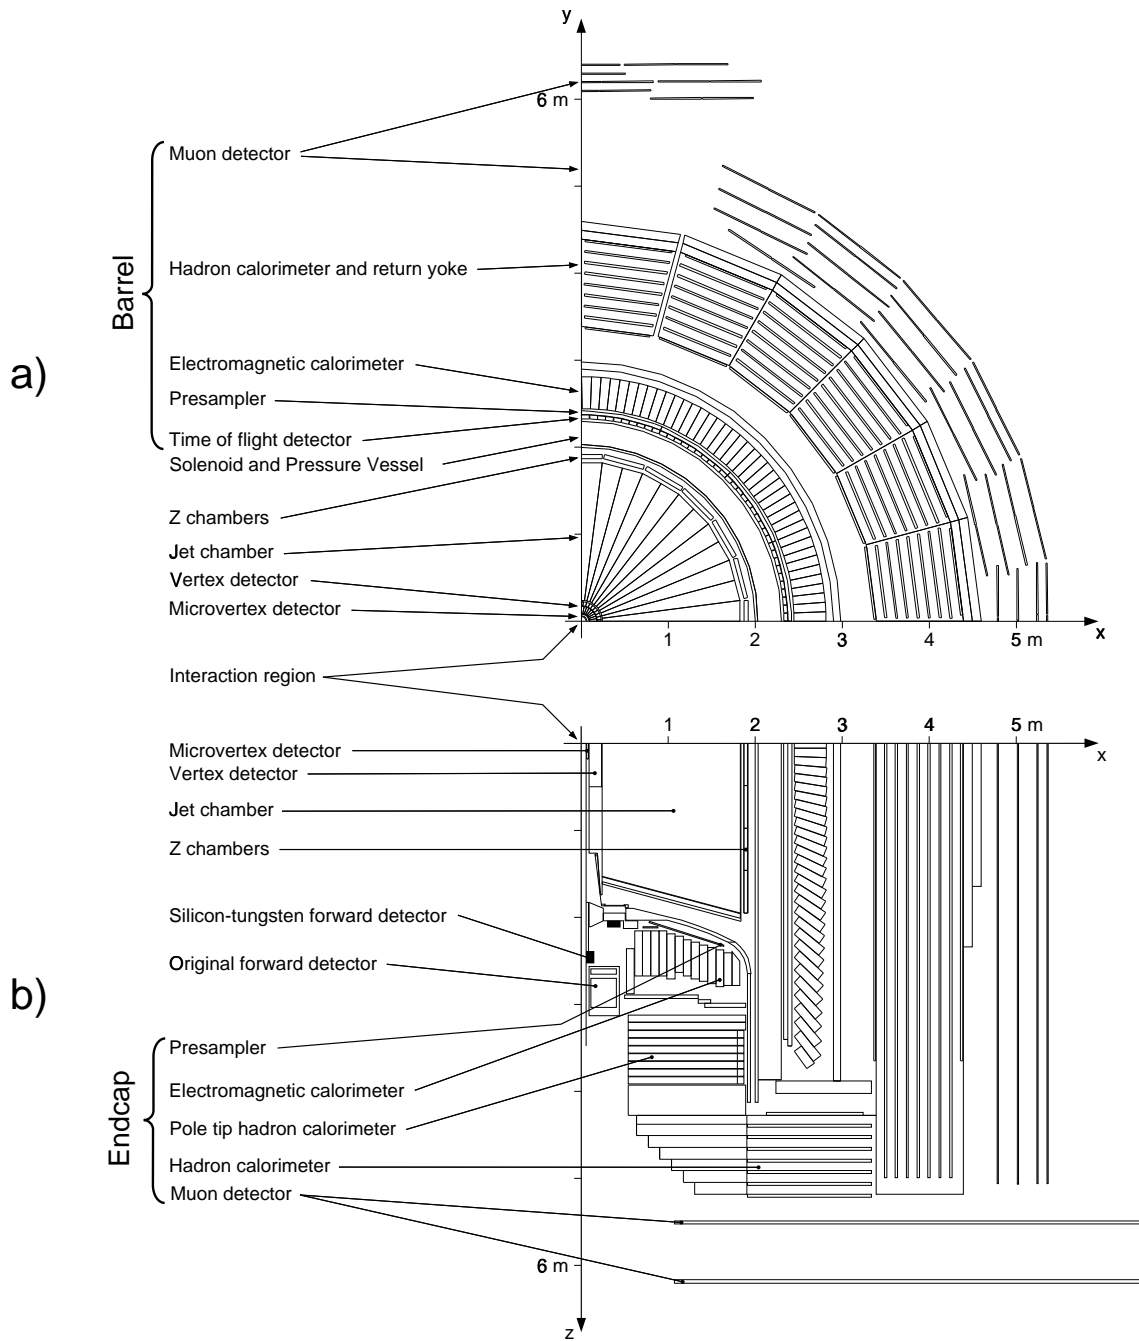 y
6 m
Muon detector
Hadron calorimeter and return yoke
Barrel
a)
Electromagnetic calorimeter
Presampler
Time of flight detector
Solenoid and Pressure Vessel
Z chambers
Jet chamber
Vertex detector
Microvertex detector
1 2 3 4 5 m
x
Interaction region
1 2 3 4 5 m
x
Microvertex detector
Vertex detector
Jet chamber
Z chambers
Silicon-tungsten forward detector
Original forward detector
b)
Endcap
Presampler
Electromagnetic calorimeter
Pole tip hadron calorimeter
Hadron calorimeter
Muon detector
6 m
z